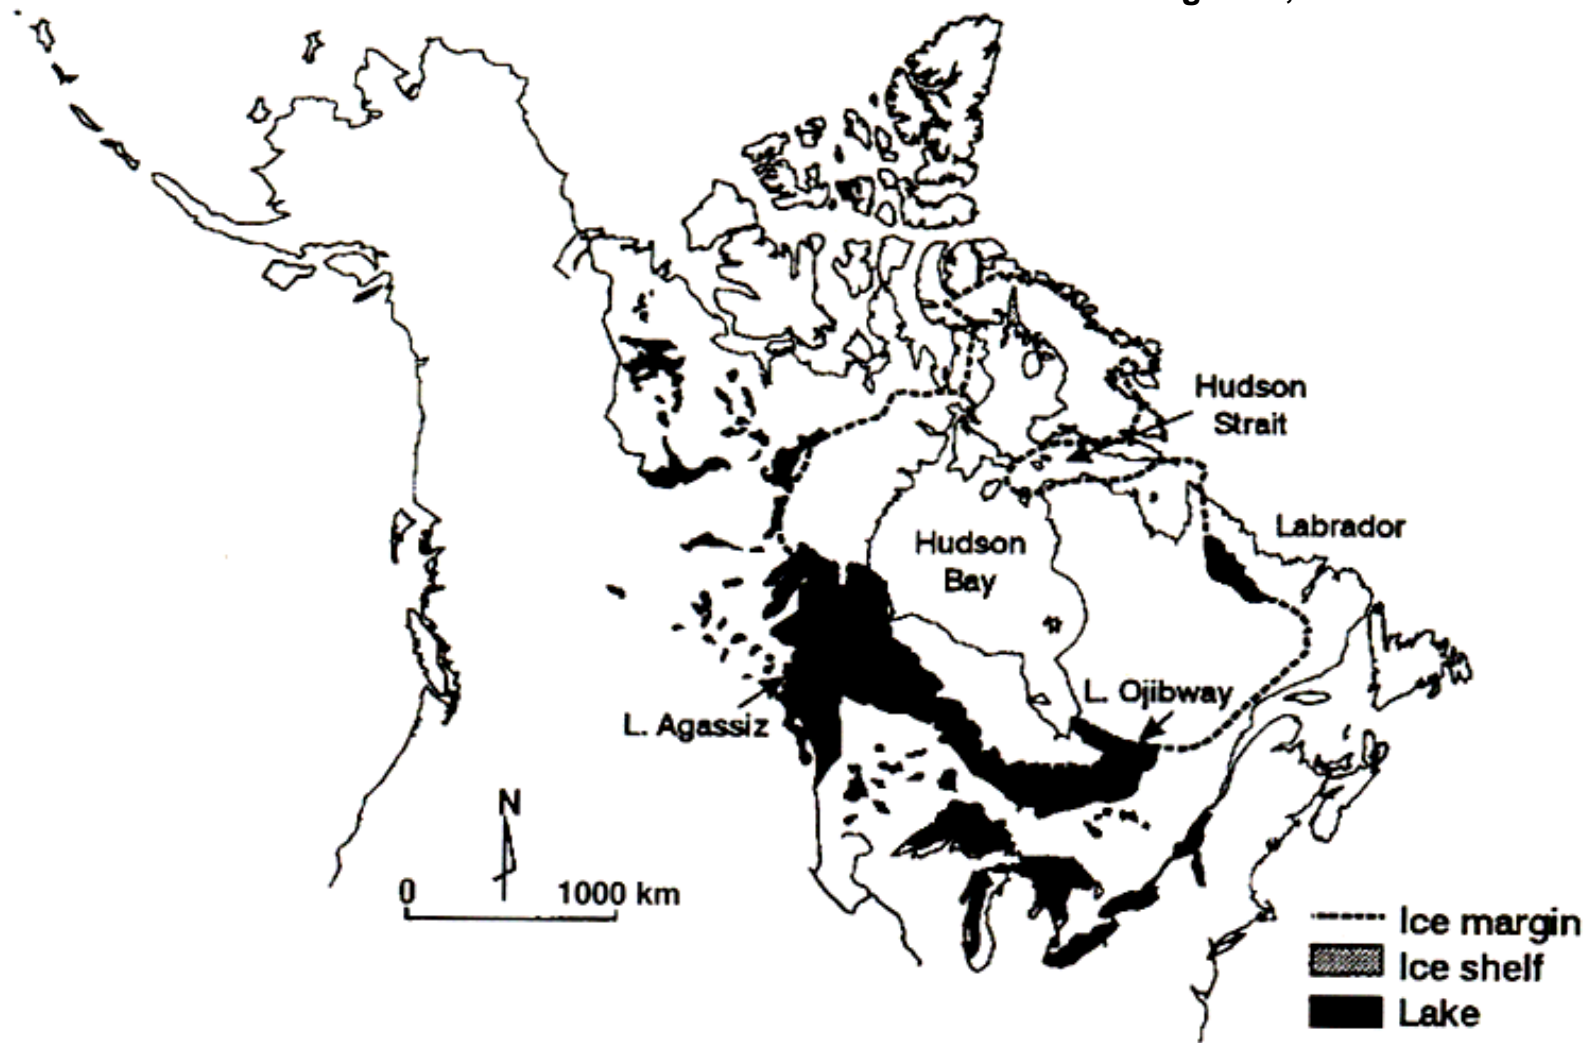 Hudson
Strait
Labrador
Hudson
Bay
L. Ojibway
L. Agassiz
N
0 1000 km
Ice margin
Ice shelf
Lake